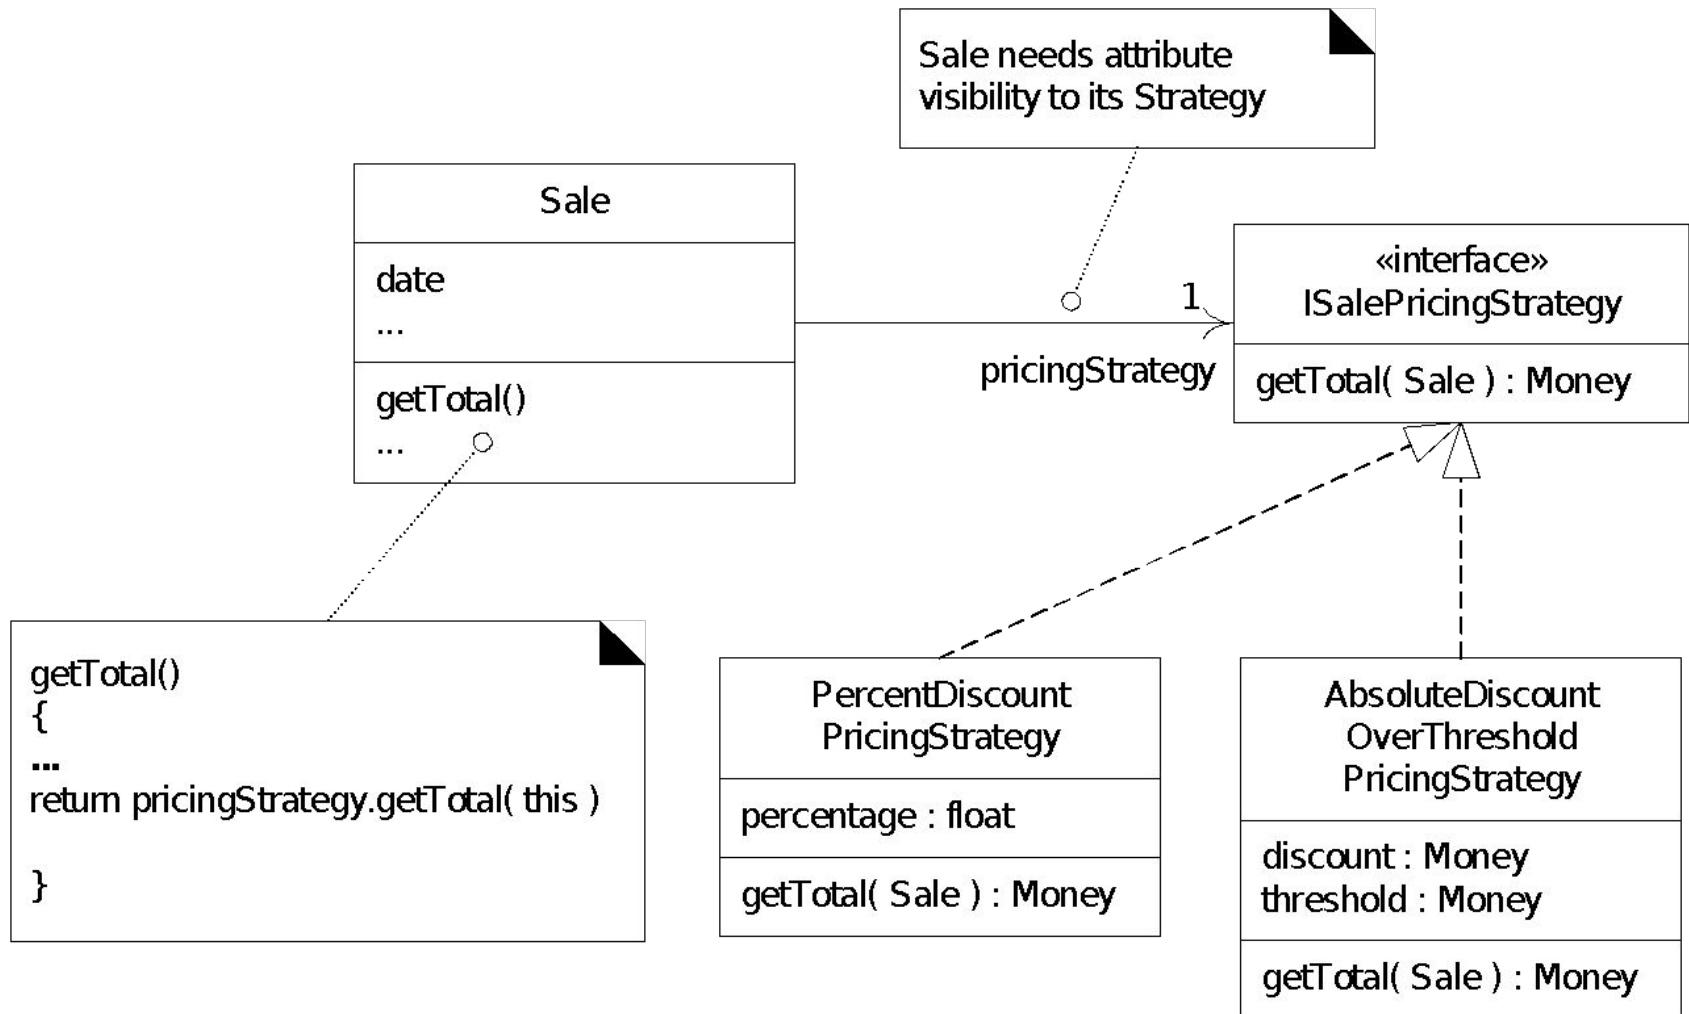 Sale needs attribute
visibility to its Strategy
Sale
date
...
getTotal()
...
1
pricingStrategy
«interface»
ISalePricingStrategy
getTotal( Sale ) : Money
getTotal()
{
...
return pricingStrategy.getTotal( this )
}
PercentDiscount
PricingStrategy
percentage : float
getTotal( Sale ) : Money
AbsoluteDiscount
OverThreshold
PricingStrategy
discount : Money
threshold : Money
getTotal( Sale ) : Money